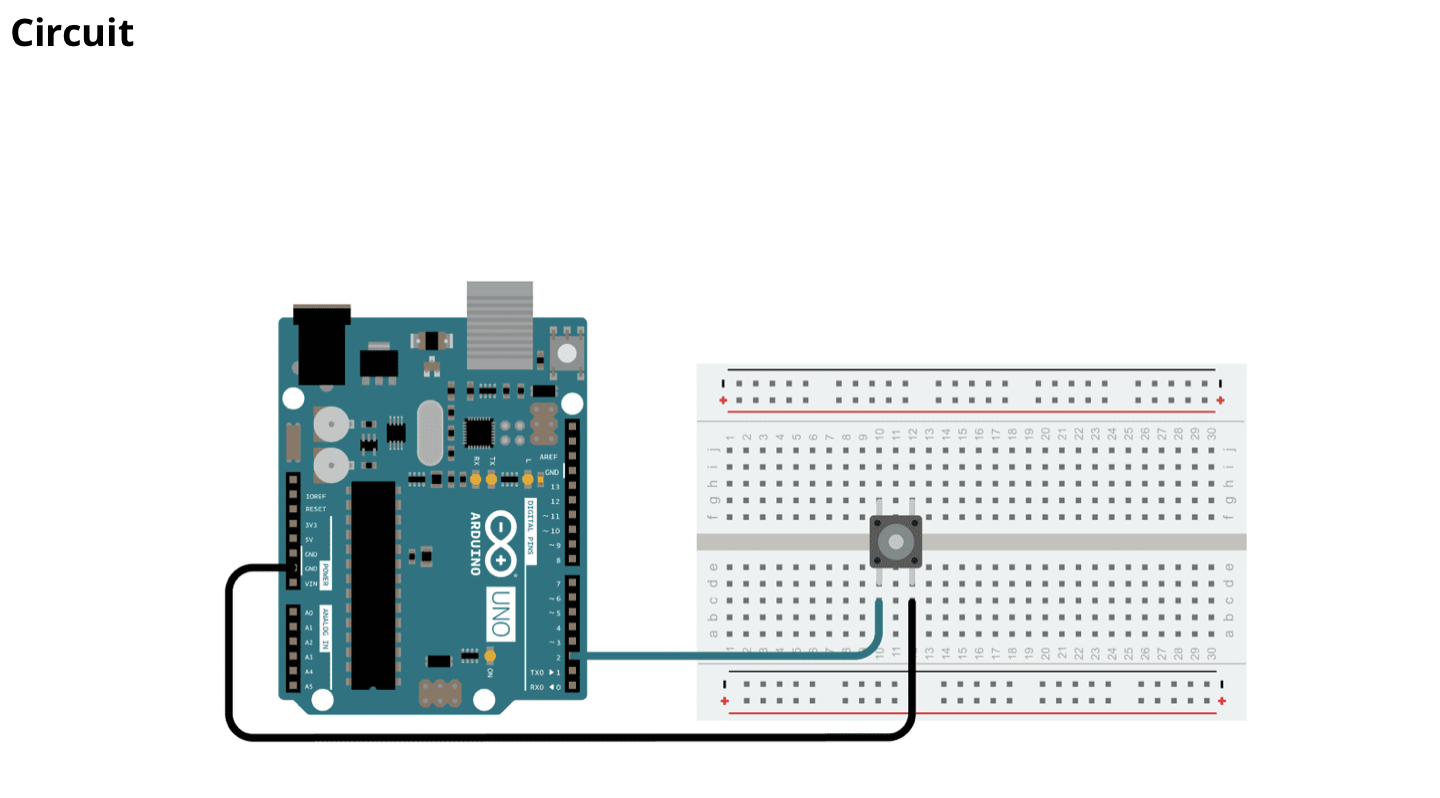 Circuit
RX
TX
L
AREF
GND
13
12
~ 11
~ 10
~ 9
8
7
~ 6
~ 5
4
~ 3
2
TX0 ▶ 1
RX0 ◀ 0
DIGITAL PINS
IOREF
RESET
3V3
5V
GND
GND
VIN
POWER
A0
A1
A2
A3
A4
A5
ANALOG IN
ARDUINO
UNO
ON
- -
+ +
1 2 3 4 5 6 7 8 9 10 11 12 13 14 15 16 17 18 19 20 21 22 23 24 25 26 27 28 29 30
j j
i i
h h
g g
f f
e e
d d
c c
b b
a a
1 2 3 4 5 6 7 8 9 10 11 12 13 14 15 16 17 18 19 20 21 22 23 24 25 26 27 28 29 30
- -
+ +